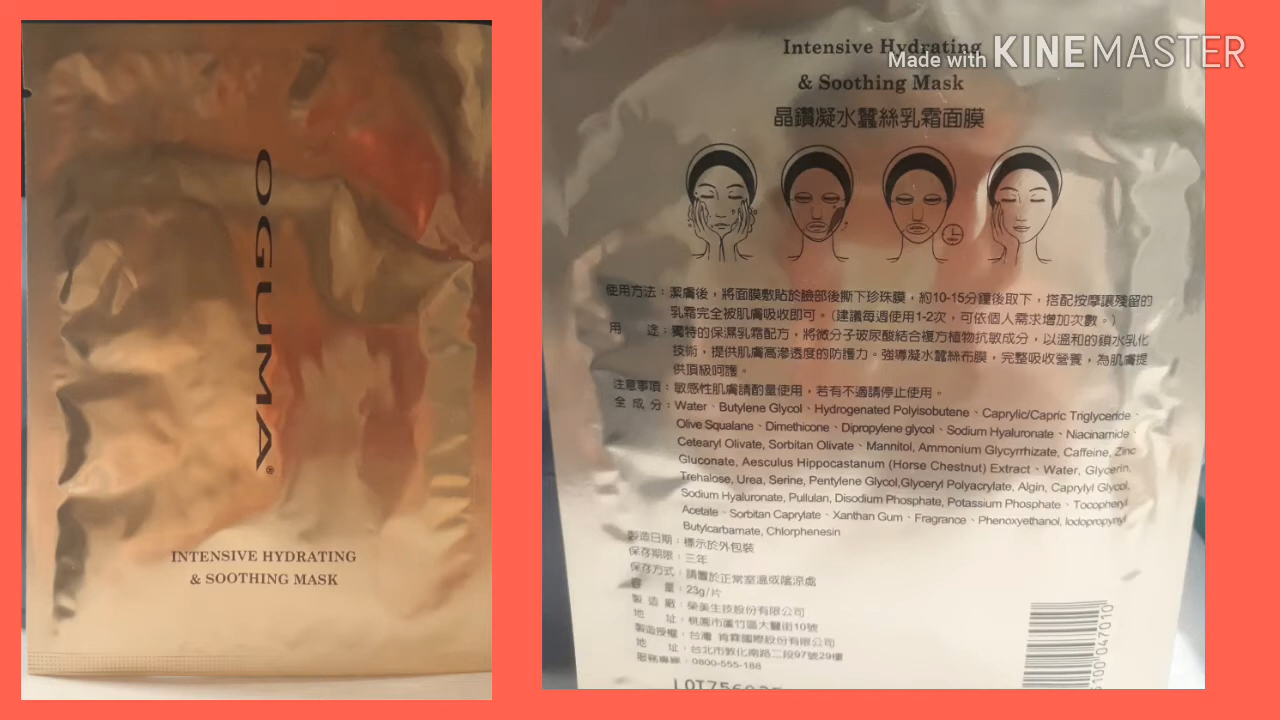 OGUMA®
INTENSIVE HYDRATING
& SOOTHING MASK
Made with KINEMASTER
Intensive Hydrating
& Soothing Mask
晶鑽凝水蠶絲乳霜面膜
使用方法：潔膚後，將面膜敷貼於臉部後撕下珍珠膜，約10-15分鐘後取下，搭配按摩讓殘留的
乳霜完全被肌膚吸收即可。(建議每週使用1-2次，可依個人需求增加次數。)
用 途：獨特的保濕乳霜配方，將微分子玻尿酸結合複方植物抗敏成分，以溫和的鎖水乳化
技術，提供肌膚高滲透度的防護力。強導凝水蠶絲布膜，完整吸收營養，為肌膚提
供頂級呵護。
注意事項：敏感性肌膚請酌量使用，若有不適請停止使用。
全 成 分：Water、Butylene Glycol、Hydrogenated Polyisobutene、Caprylic/Capric Triglyceride、
Olive Squalane、Dimethicone、Dipropylene glycol、Sodium Hyaluronate、Niacinamide、
Cetearyl Olivate, Sorbitan Olivate、Mannitol, Ammonium Glycyrrhizate, Caffeine, Zinc
Gluconate, Aesculus Hippocastanum (Horse Chestnut) Extract、Water, Glycerin,
Trehalose, Urea, Serine, Pentylene Glycol,Glyceryl Polyacrylate, Algin, Caprylyl Glycol,
Sodium Hyaluronate, Pullulan, Disodium Phosphate, Potassium Phosphate、Tocopheryl
Acetate、Sorbitan Caprylate、Xanthan Gum、Fragrance、Phenoxyethanol, Iodopropynyl
Butylcarbamate, Chlorphenesin
製造日期：標示於外包裝
保存期限：三年
保存方式：請置於正常室溫或陰涼處
容 量：23g/片
製 造 廠：榮美生技股份有限公司
地 址：桃園市蘆竹區大豐街10號
製造授權：台灣 肯霖國際股份有限公司
地 址：台北市敦化南路二段97號29樓
服務專線：0800-555-188
100 047010